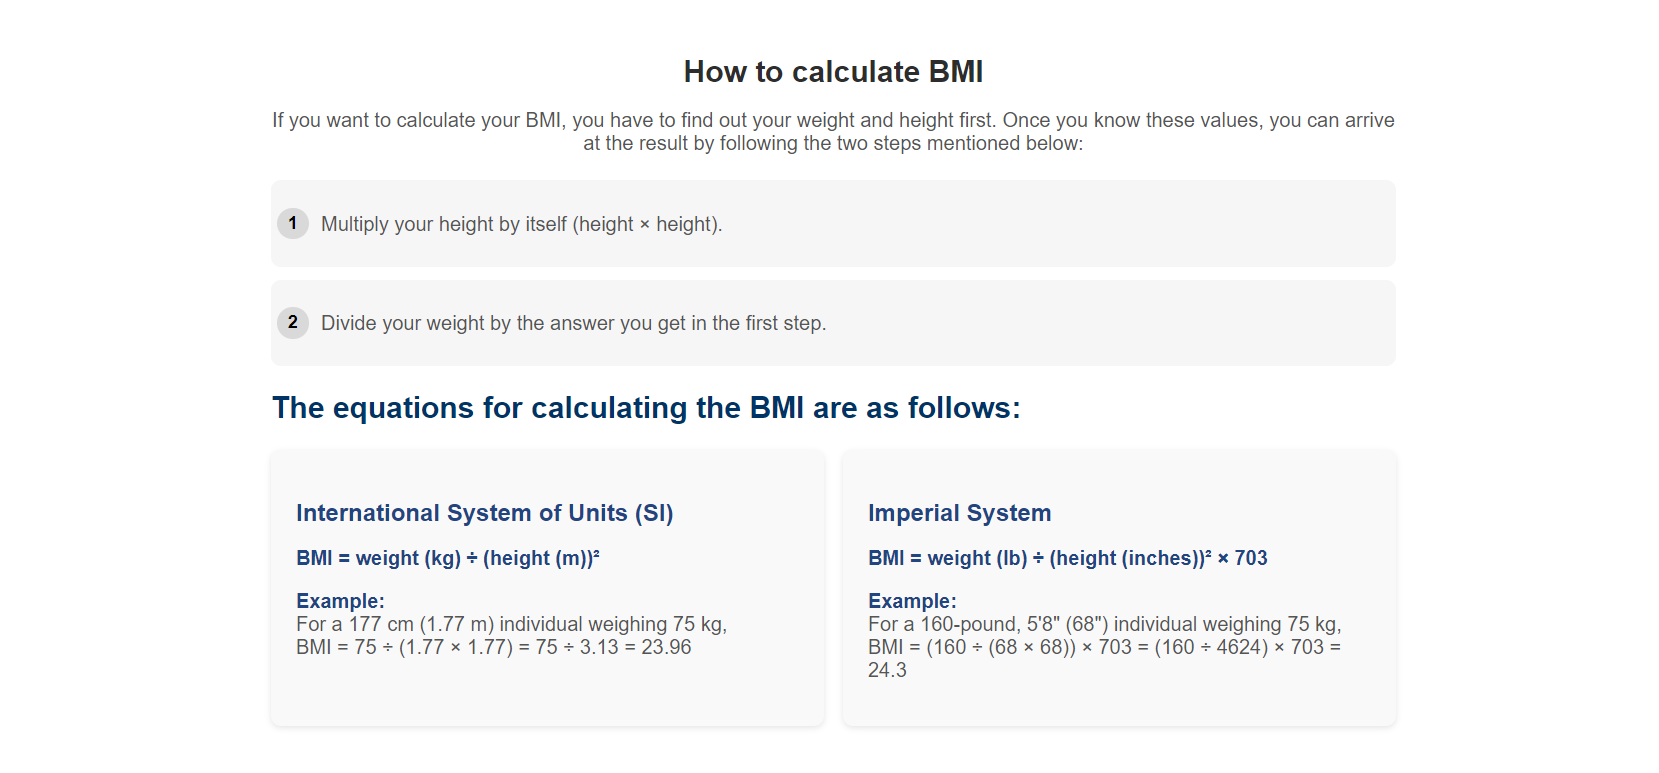 How to calculate BMI
If you want to calculate your BMI, you have to find out your weight and height first. Once you know these values, you can arrive
at the result by following the two steps mentioned below:
1 Multiply your height by itself (height × height).
2 Divide your weight by the answer you get in the first step.
The equations for calculating the BMI are as follows:
International System of Units (SI)
BMI = weight (kg) ÷ (height (m))²
Example:
For a 177 cm (1.77 m) individual weighing 75 kg,
BMI = 75 ÷ (1.77 × 1.77) = 75 ÷ 3.13 = 23.96
Imperial System
BMI = weight (lb) ÷ (height (inches))² × 703
Example:
For a 160-pound, 5'8" (68") individual weighing 75 kg,
BMI = (160 ÷ (68 × 68)) × 703 = (160 ÷ 4624) × 703 =
24.3